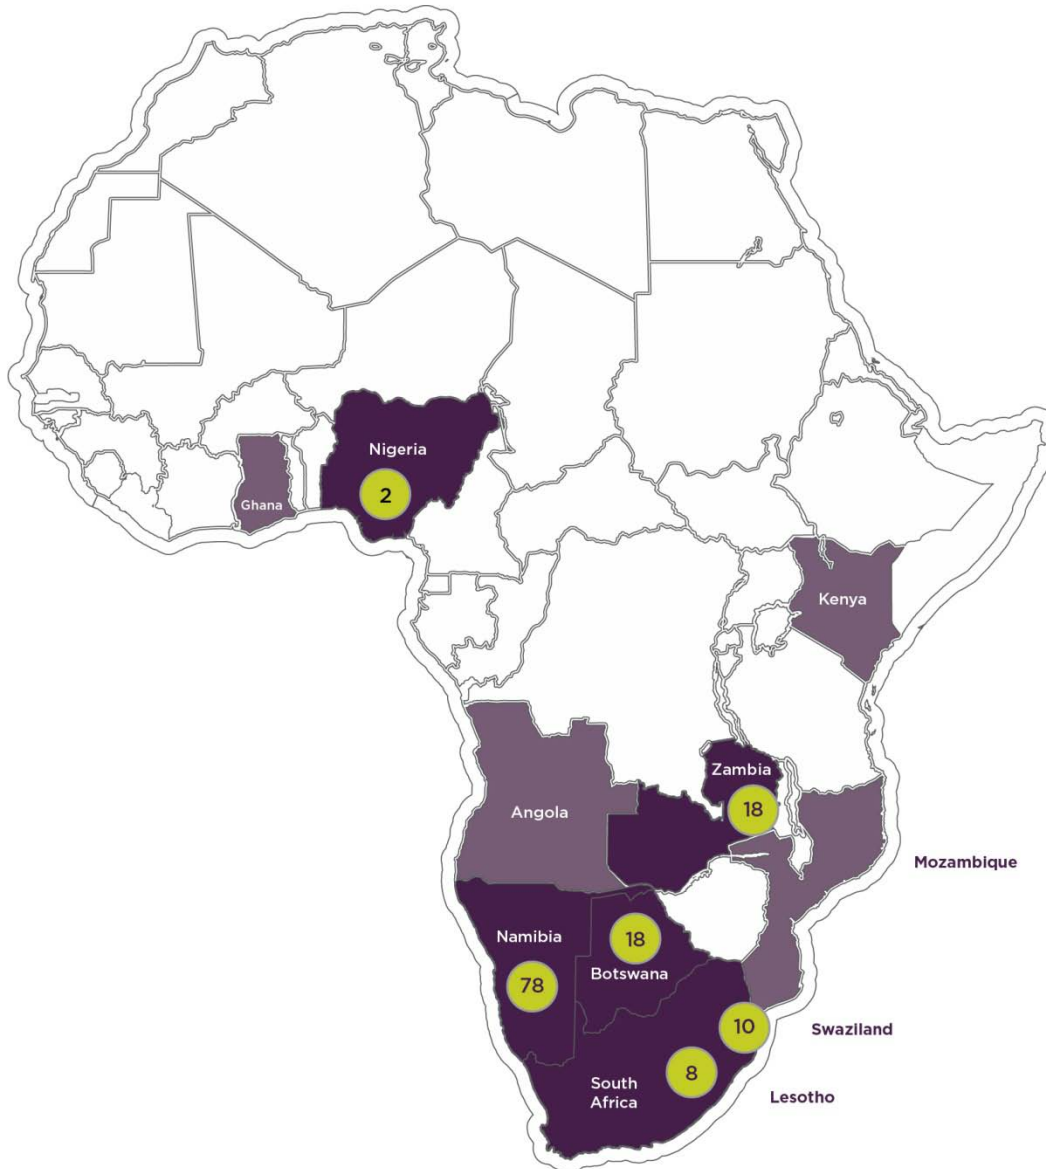 Nigeria
2
Ghana
Kenya
Zambia
18
Angola
Mozambique
Namibia
18
Botswana
78
10
Swaziland
8
South
Africa
Lesotho